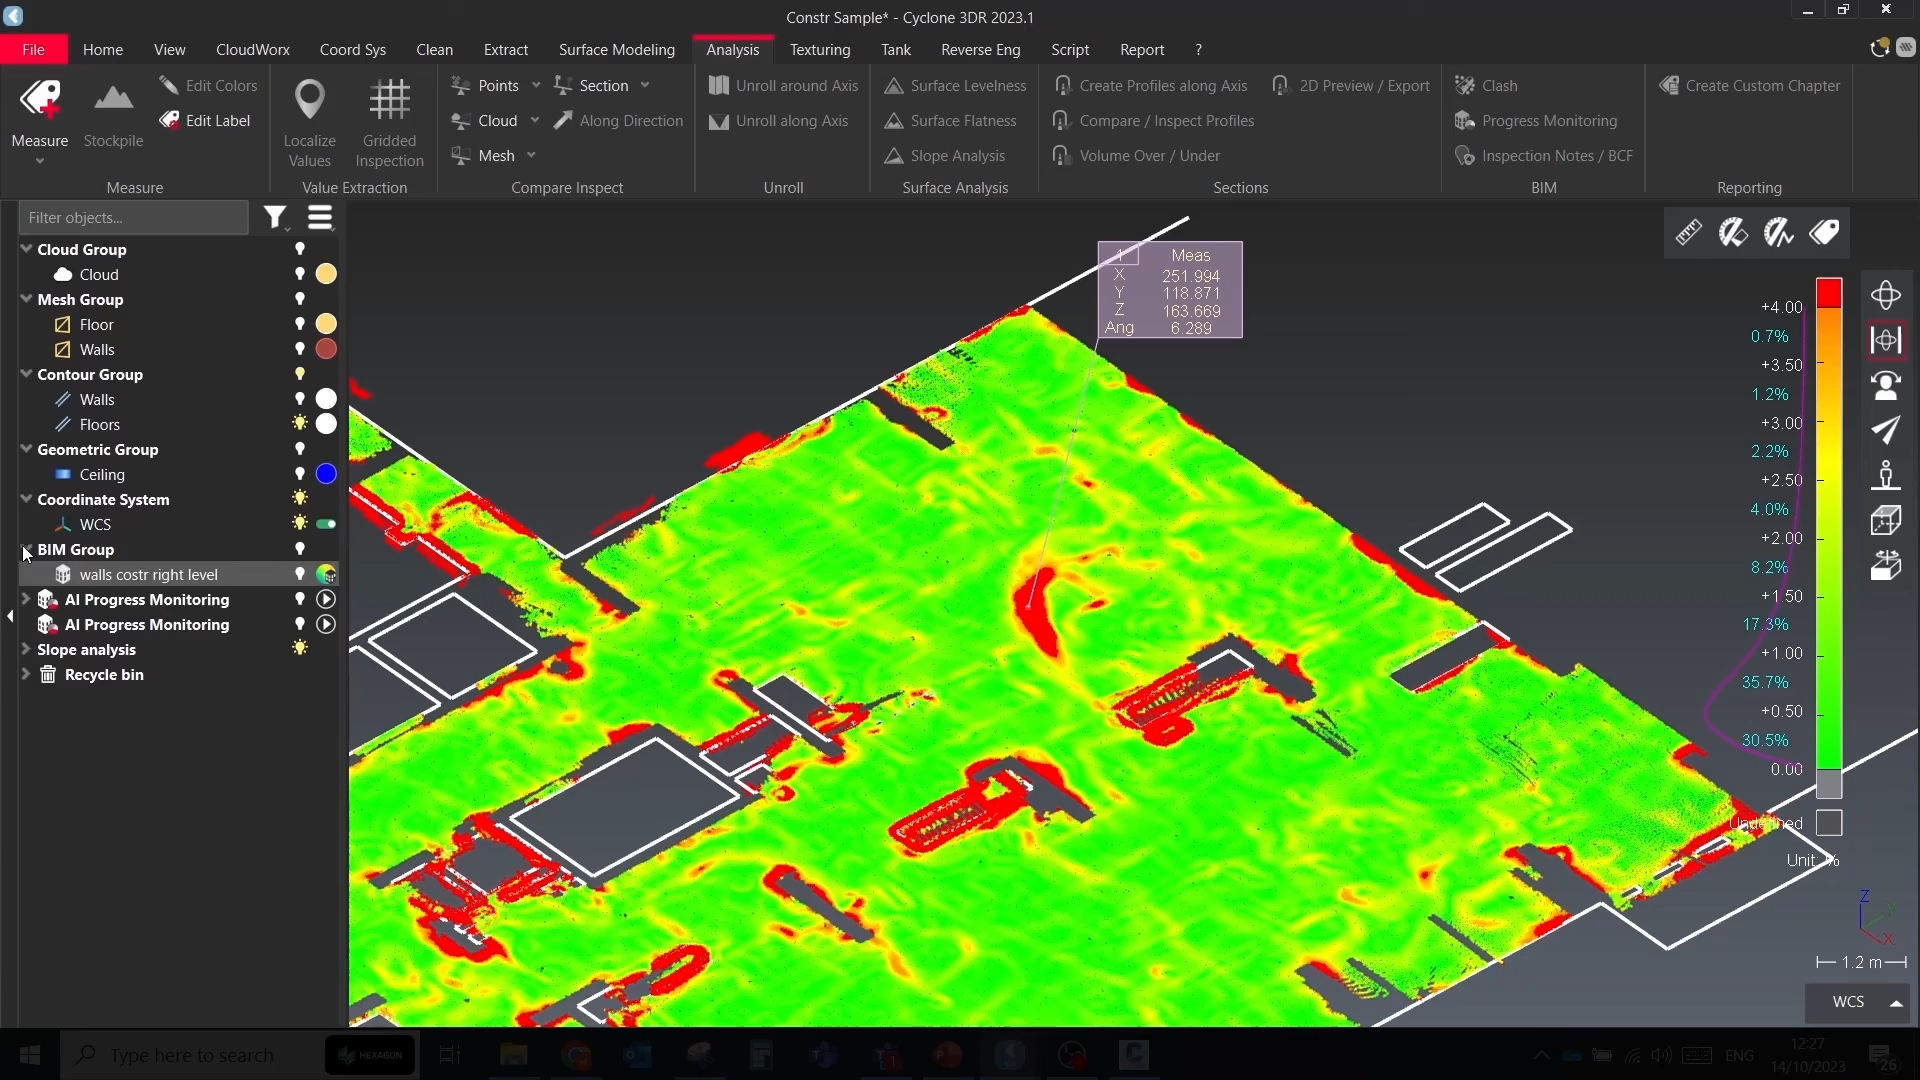 Constr Sample* - Cyclone 3DR 2023.1
File Home View CloudWorx Coord Sys Clean Extract Surface Modeling Analysis Texturing Tank Reverse Eng Script Report ?
Measure
Stockpile
Edit Colors
Edit Label
Measure
Localize
Values
Gridded
Inspection
Value Extraction
Points
Section
Cloud
Along Direction
Mesh
Compare Inspect
Unroll around Axis
Unroll along Axis
Unroll
Surface Levelness
Surface Flatness
Slope Analysis
Surface Analysis
Create Profiles along Axis
2D Preview / Export
Compare / Inspect Profiles
Volume Over / Under
Sections
Clash
Progress Monitoring
Inspection Notes / BCF
BIM
Create Custom Chapter
Reporting
Filter objects...
Cloud Group
Cloud
Mesh Group
Floor
Walls
Contour Group
Walls
Floors
Geometric Group
Ceiling
Coordinate System
WCS
BIM Group
walls costr right level
AI Progress Monitoring
AI Progress Monitoring
Slope analysis
Recycle bin
1 Meas
X 251.994
Y 118.871
Z 163.669
Ang 6.289
+4.00
0.7%
+3.50
1.2%
+3.00
2.2%
+2.50
4.0%
+2.00
8.2%
+1.50
17.3%
+1.00
35.7%
+0.50
30.5%
0.00
Undefined
Unit: %
Z
Y
X
1.2 m
WCS
Type here to search
HEXAGON
ENG
12:27
14/10/2023
26